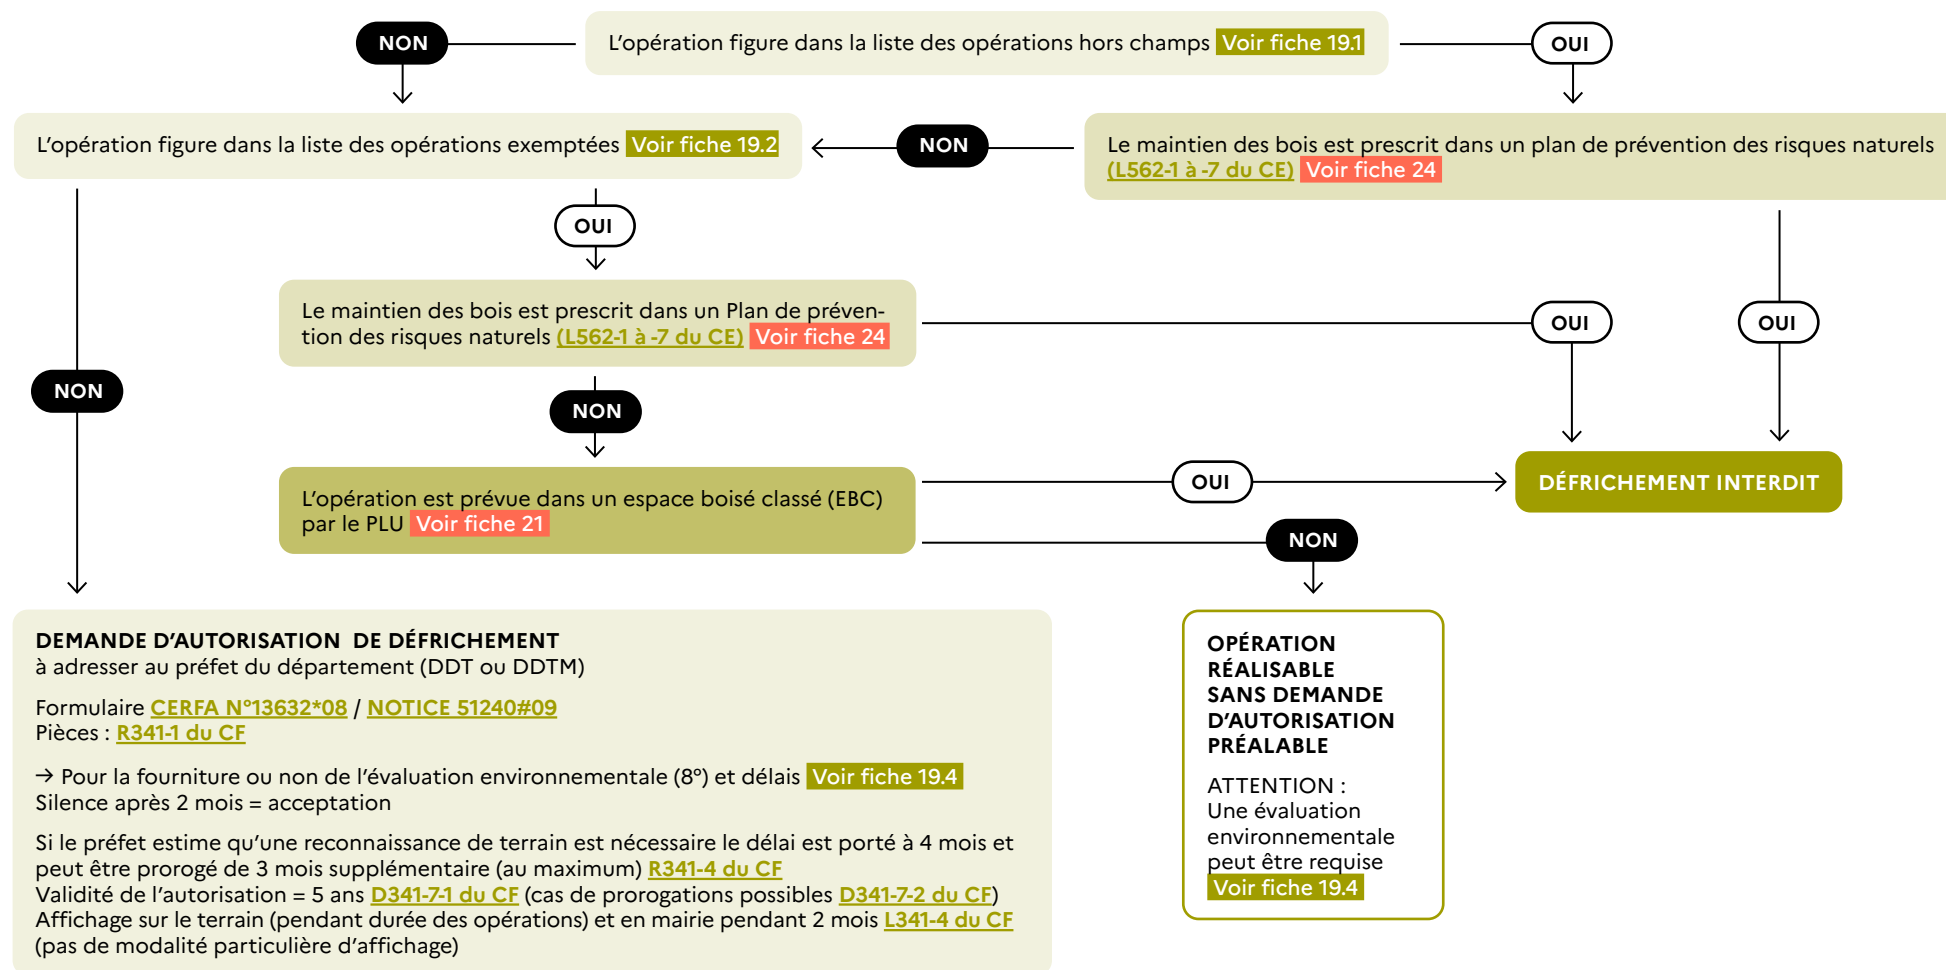 NON
L'opération figure dans la liste des opérations hors champs Voir fiche 19.1
OUI
L'opération figure dans la liste des opérations exemptées Voir fiche 19.2
NON
Le maintien des bois est prescrit dans un plan de prévention des risques naturels
(L562-1 à -7 du CE) Voir fiche 24
OUI
Le maintien des bois est prescrit dans un Plan de préven-
tion des risques naturels (L562-1 à -7 du CE) Voir fiche 24
OUI
OUI
NON
NON
L'opération est prévue dans un espace boisé classé (EBC)
par le PLU Voir fiche 21
OUI
DÉFRICHEMENT INTERDIT
NON
DEMANDE D'AUTORISATION DE DÉFRICHEMENT
à adresser au préfet du département (DDT ou DDTM)
Formulaire CERFA N°13632*08 / NOTICE 51240#09
Pièces : R341-1 du CF
→ Pour la fourniture ou non de l'évaluation environnementale (8°) et délais Voir fiche 19.4
Silence après 2 mois = acceptation
Si le préfet estime qu'une reconnaissance de terrain est nécessaire le délai est porté à 4 mois et
peut être prorogé de 3 mois supplémentaire (au maximum) R341-4 du CF
Validité de l'autorisation = 5 ans D341-7-1 du CF (cas de prorogations possibles D341-7-2 du CF)
Affichage sur le terrain (pendant durée des opérations) et en mairie pendant 2 mois L341-4 du CF
(pas de modalité particulière d'affichage)
OPÉRATION
RÉALISABLE
SANS DEMANDE
D'AUTORISATION
PRÉALABLE
ATTENTION :
Une évaluation
environnementale
peut être requise
Voir fiche 19.4